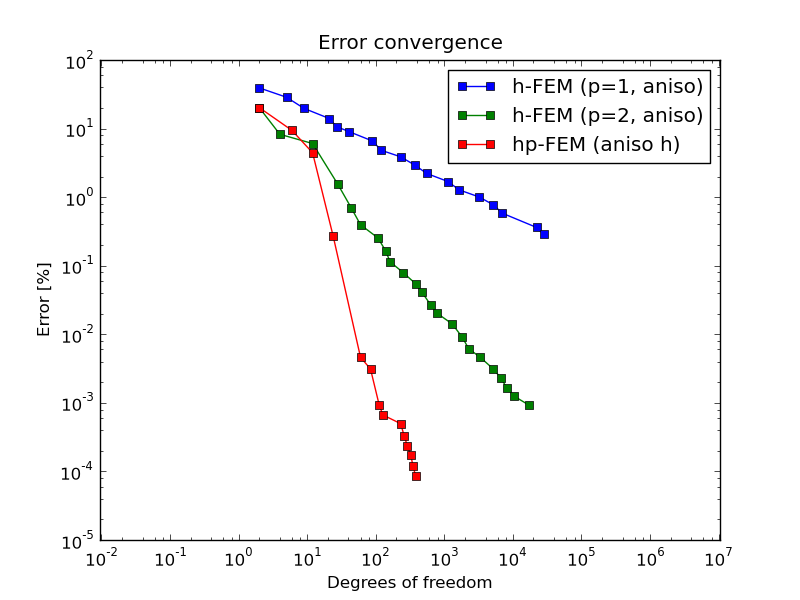 Error convergence
h-FEM (p=1, aniso)
h-FEM (p=2, aniso)
hp-FEM (aniso h)
Error [%]
10^2
10^1
10^0
10^-1
10^-2
10^-3
10^-4
10^-5
10^-2 10^-1 10^0 10^1 10^2 10^3 10^4 10^5 10^6 10^7
Degrees of freedom